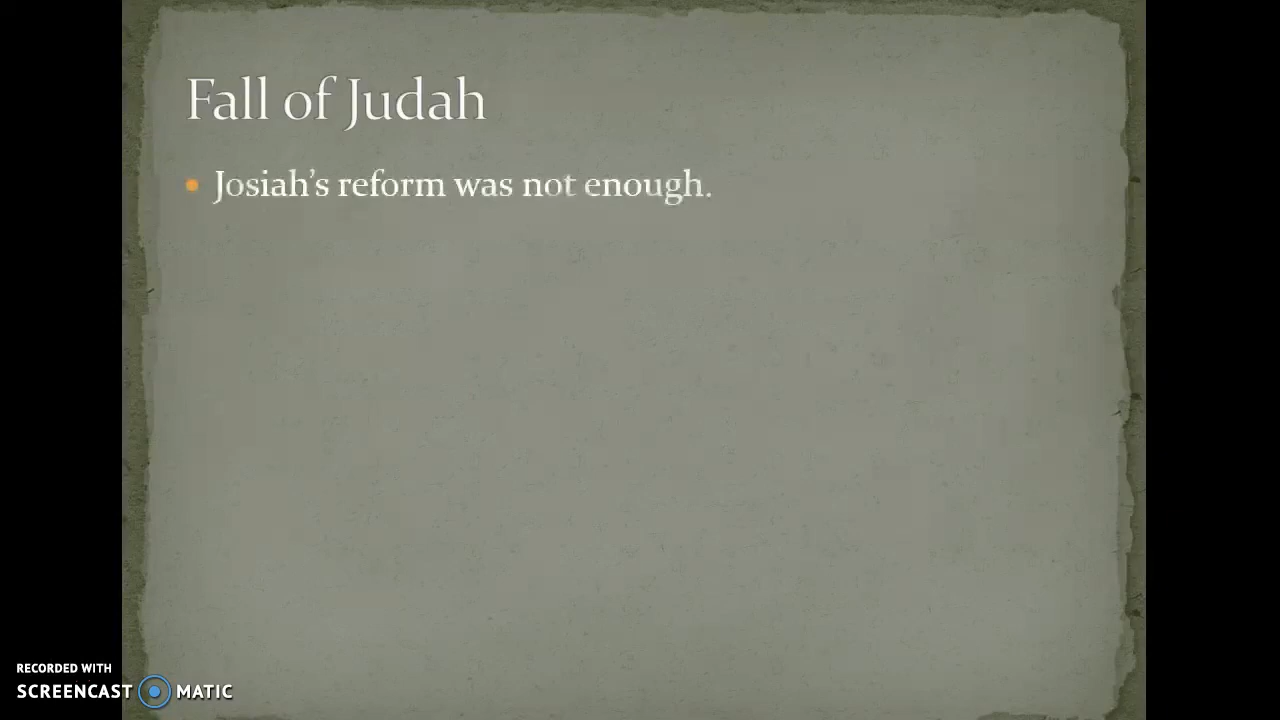 Fall of Judah
Josiah’s reform was not enough.
RECORDED WITH
SCREENCAST MATIC